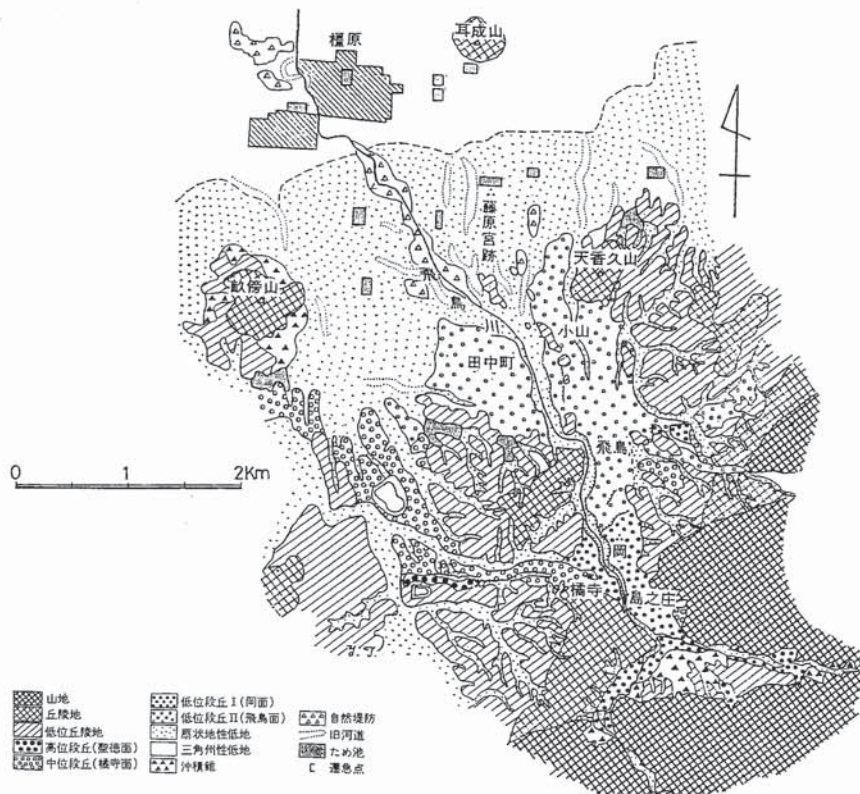 耳成山
橿原
藤原宮跡
天香久山
畝傍山
飛鳥川
小山
田中町
0 1 2Km
飛鳥
岡
橘寺
島之庄
山地
丘陵地
低位丘陵地
高位段丘(聖徳面)
中位段丘(橘寺面)
低位段丘Ⅰ(岡面)
低位段丘Ⅱ(飛鳥面)
扇状地性低地
三角州性低地
沖積錐
自然堤防
旧河道
ため池
遷急点